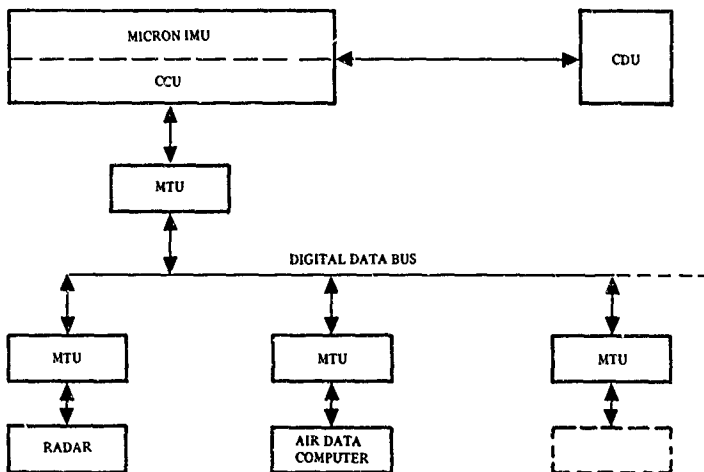 MICRON IMU
CCU
CDU
MTU
DIGITAL DATA BUS
MTU
MTU
MTU
RADAR
AIR DATA
COMPUTER